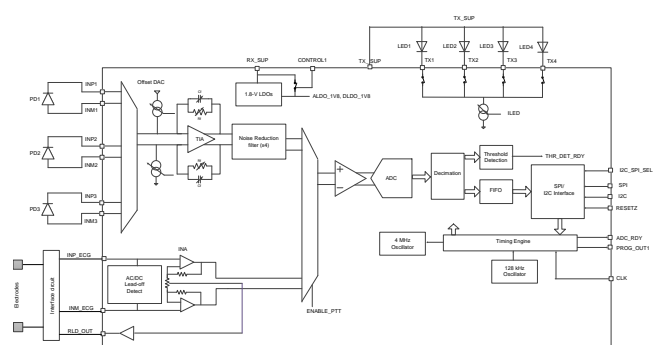 TX_SUP
LED1
LED2
LED3
LED4
RX_SUP
CONTROL1
TX_SUP
TX1
TX2
TX3
TX4
Offset DAC
INP1
PD1
INM1
1.8-V LDOs
ALDO_1V8, DLDO_1V8
ILED
TIA
INP2
PD2
INM2
Noise Reduction
filter (x4)
Threshold
Detection
THR_DET_RDY
ADC
Decimation
FIFO
SPI/
I2C Interface
I2C_SPI_SEL
SPI
I2C
RESETZ
INP3
PD3
INM3
4 MHz
Oscillator
Timing Engine
ADC_RDY
PROG_OUT1
128 kHz
Oscillator
CLK
INP_ECG
INA
AC/DC
Lead-off
Detect
Electrodes
Interface circuit
INM_ECG
RLD_OUT
ENABLE_PTT